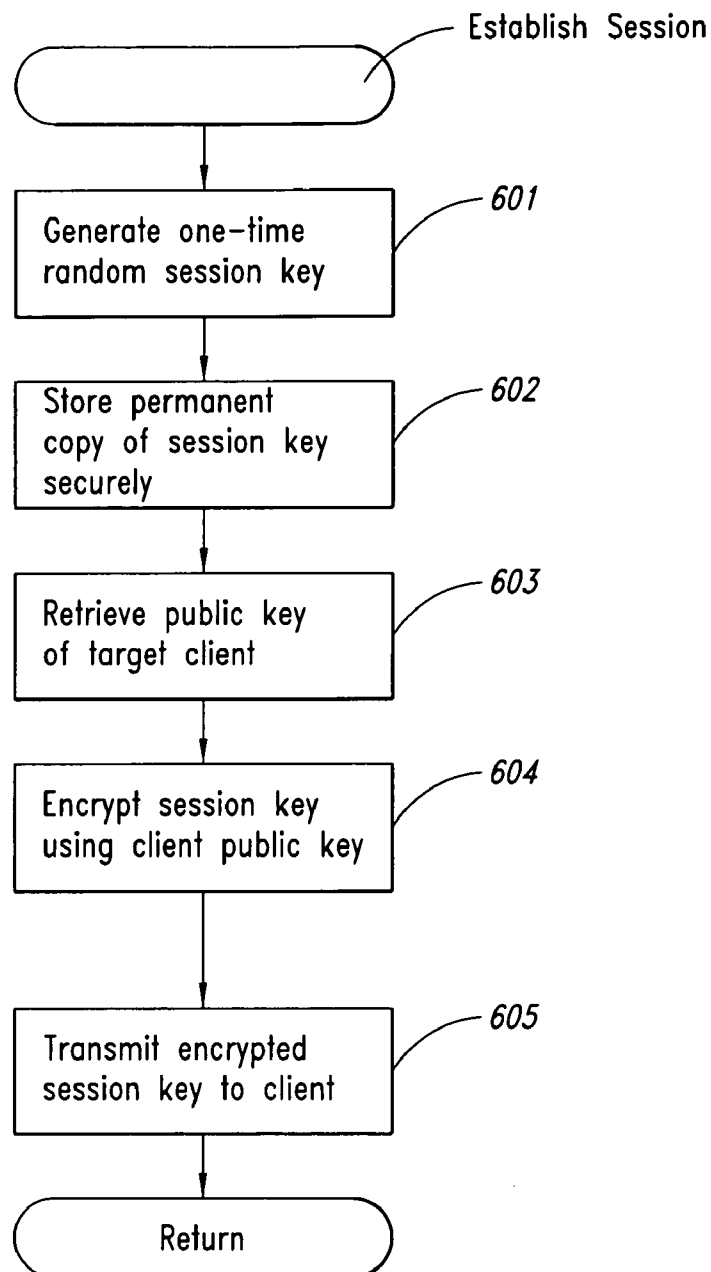 Establish Session
601
Generate one-time
random session key
602
Store permanent
copy of session key
securely
603
Retrieve public key
of target client
604
Encrypt session key
using client public key
605
Transmit encrypted
session key to client
Return